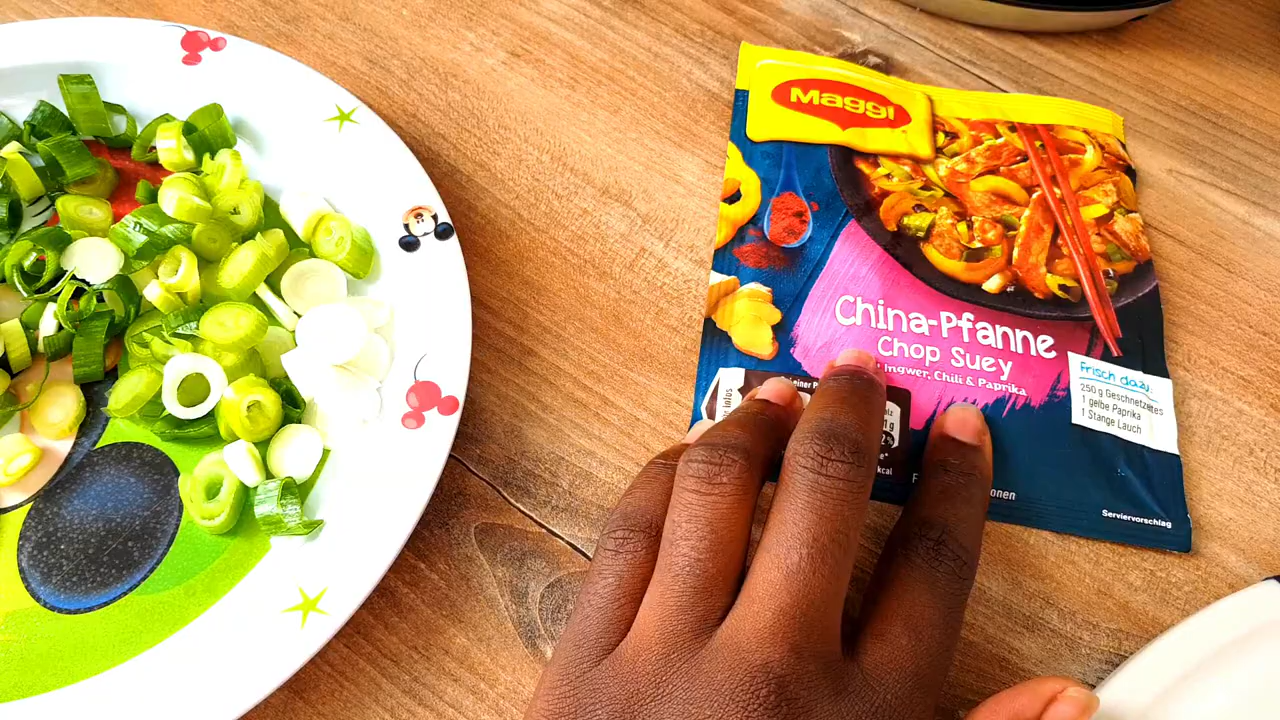 Maggi
China-Pfanne
Chop Suey
Ingwer, Chili & Paprika
frisch dazu:
250 g Geschnetzeltes
1 gelbe Paprika
1 Stange Lauch
kcal
Serviervorschlag